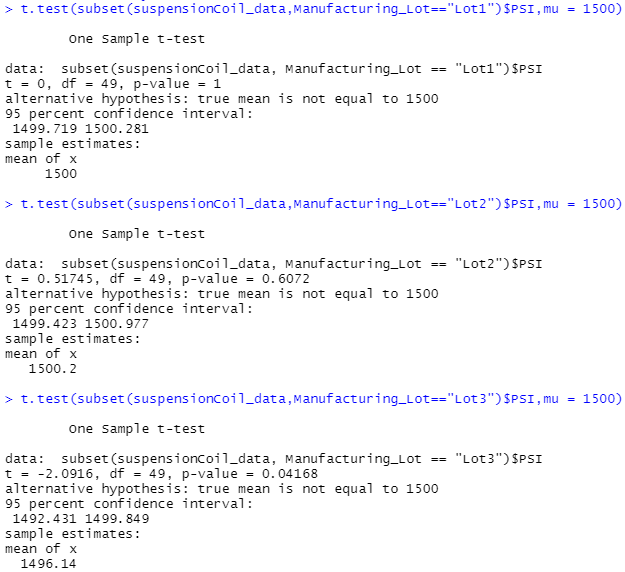 > t.test(subset(suspensionCoil_data,Manufacturing_Lot=="Lot1")$PSI,mu = 1500)
One Sample t-test
data:  subset(suspensionCoil_data, Manufacturing_Lot == "Lot1")$PSI
t = 0, df = 49, p-value = 1
alternative hypothesis: true mean is not equal to 1500
95 percent confidence interval:
1499.719 1500.281
sample estimates:
mean of x
1500
> t.test(subset(suspensionCoil_data,Manufacturing_Lot=="Lot2")$PSI,mu = 1500)
One Sample t-test
data:  subset(suspensionCoil_data, Manufacturing_Lot == "Lot2")$PSI
t = 0.51745, df = 49, p-value = 0.6072
alternative hypothesis: true mean is not equal to 1500
95 percent confidence interval:
1499.423 1500.977
sample estimates:
mean of x
1500.2
> t.test(subset(suspensionCoil_data,Manufacturing_Lot=="Lot3")$PSI,mu = 1500)
One Sample t-test
data:  subset(suspensionCoil_data, Manufacturing_Lot == "Lot3")$PSI
t = -2.0916, df = 49, p-value = 0.04168
alternative hypothesis: true mean is not equal to 1500
95 percent confidence interval:
1492.431 1499.849
sample estimates:
mean of x
1496.14